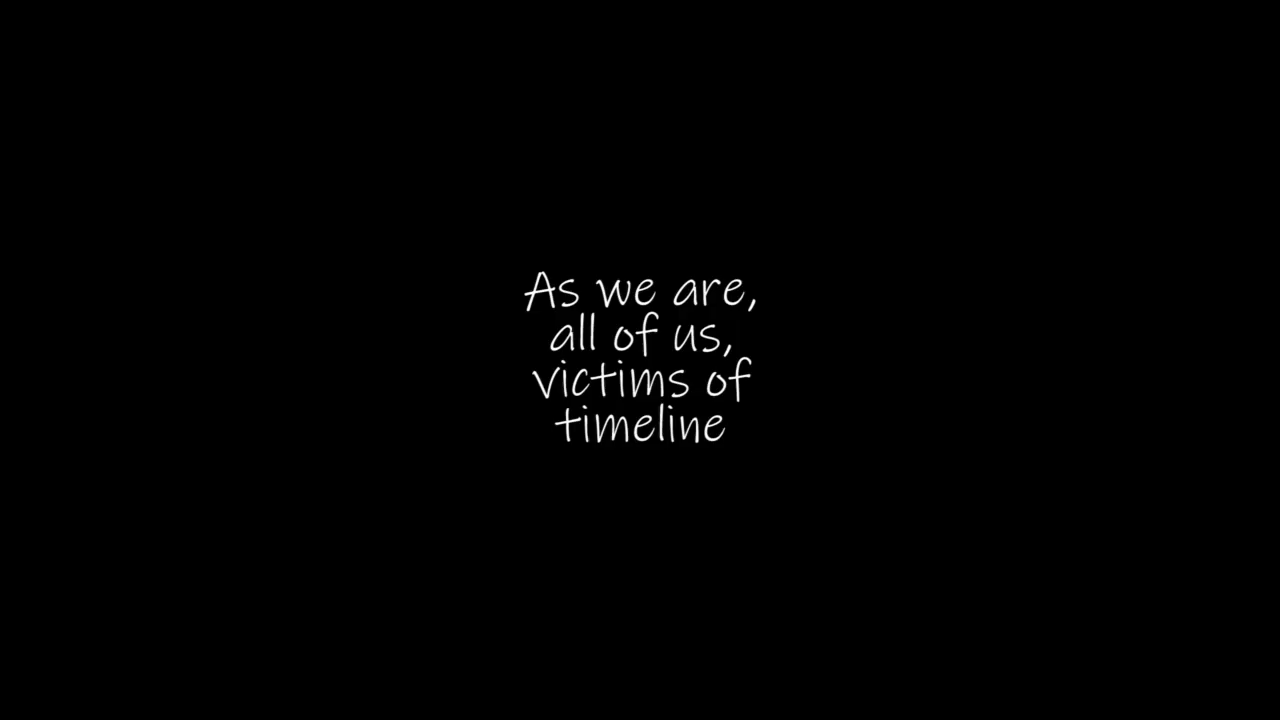 As we are,
all of us,
victims of
timeline